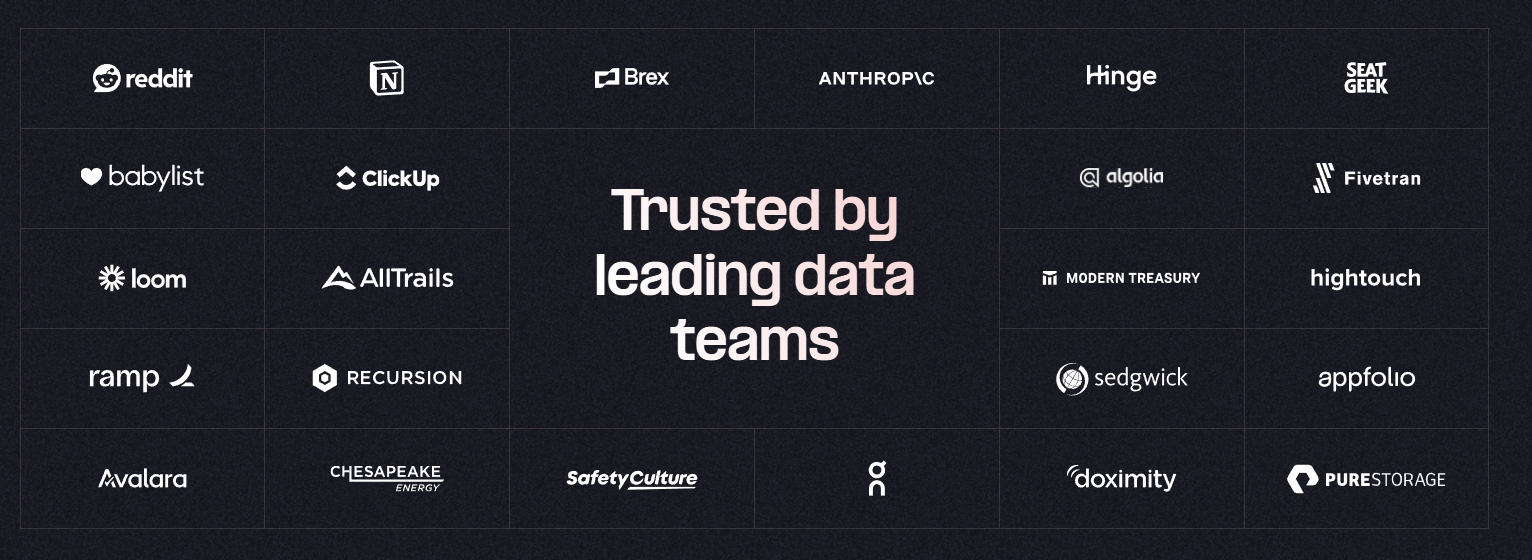 reddit
N
Brex
ANTHROP\C
Hinge
SEAT
GEEK
babylist
ClickUp
Trusted by
leading data
teams
algolia
Fivetran
loom
AllTrails
MODERN TREASURY
hightouch
ramp
RECURSION
sedgwick
appfolio
Avalara
CHESAPEAKE
ENERGY
SafetyCulture
on
doximity
PURESTORAGE